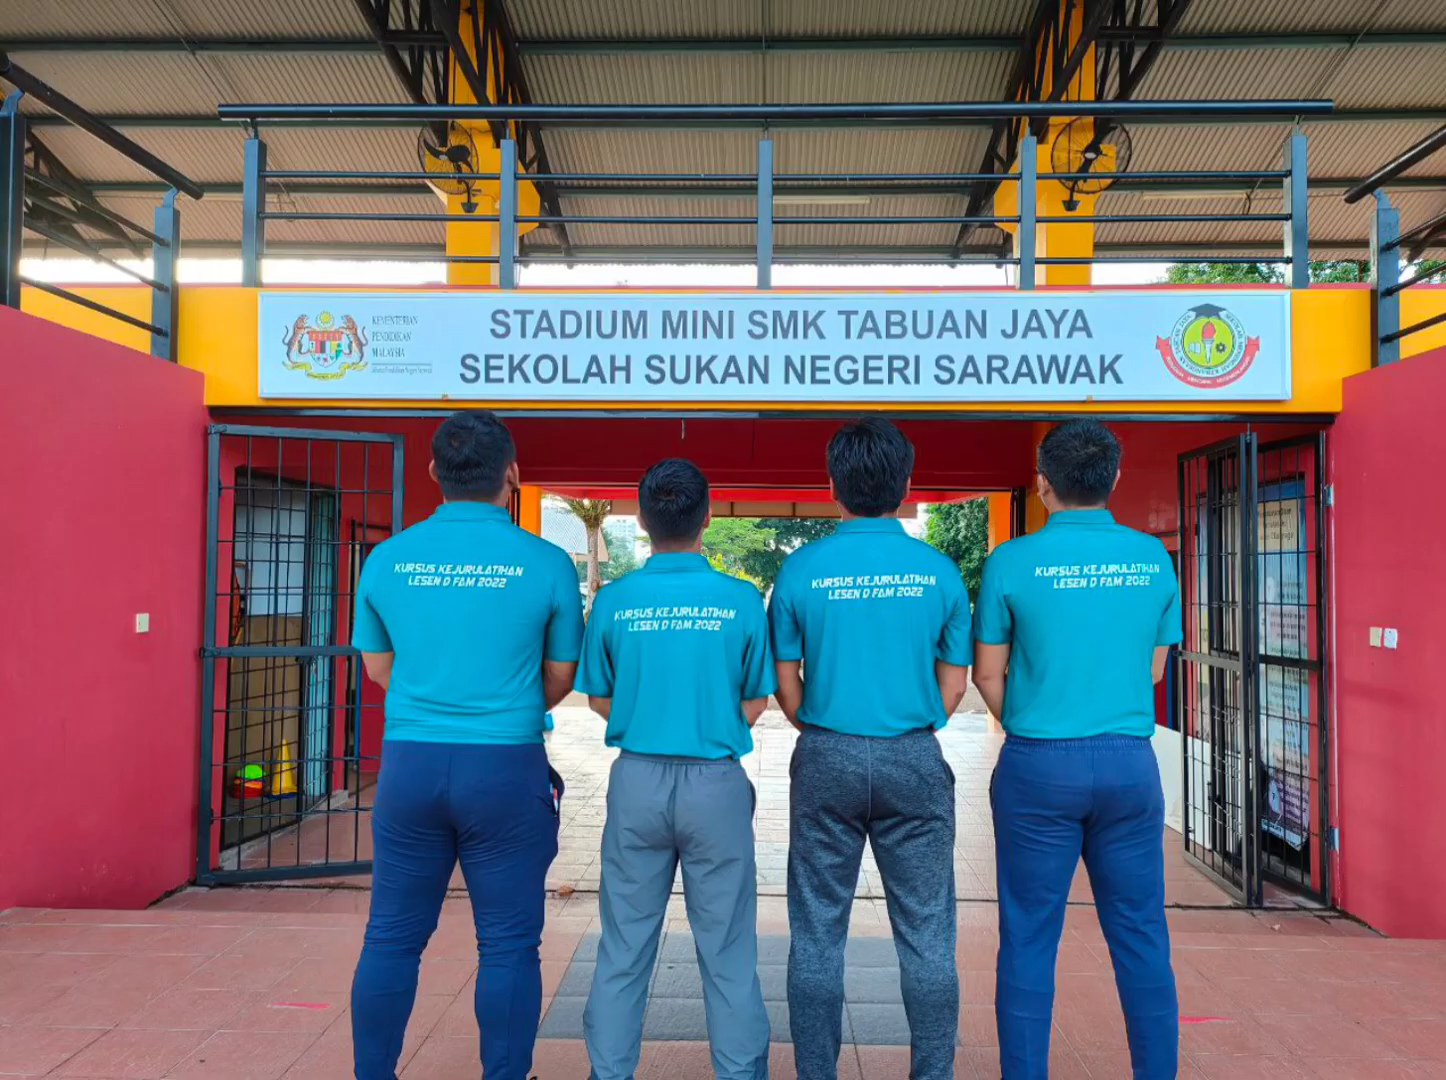 KEMENTERIAN
PENDIDIKAN
MALAYSIA
STADIUM MINI SMK TABUAN JAYA
SEKOLAH SUKAN NEGERI SARAWAK
KURSUS KEJURULATIHAN
LESEN D FAM 2022
KURSUS KEJURULATIHAN
LESEN D FAM 2022
KURSUS KEJURULATIHAN
LESEN D FAM 2022
KURSUS KEJURULATIHAN
LESEN D FAM 2022